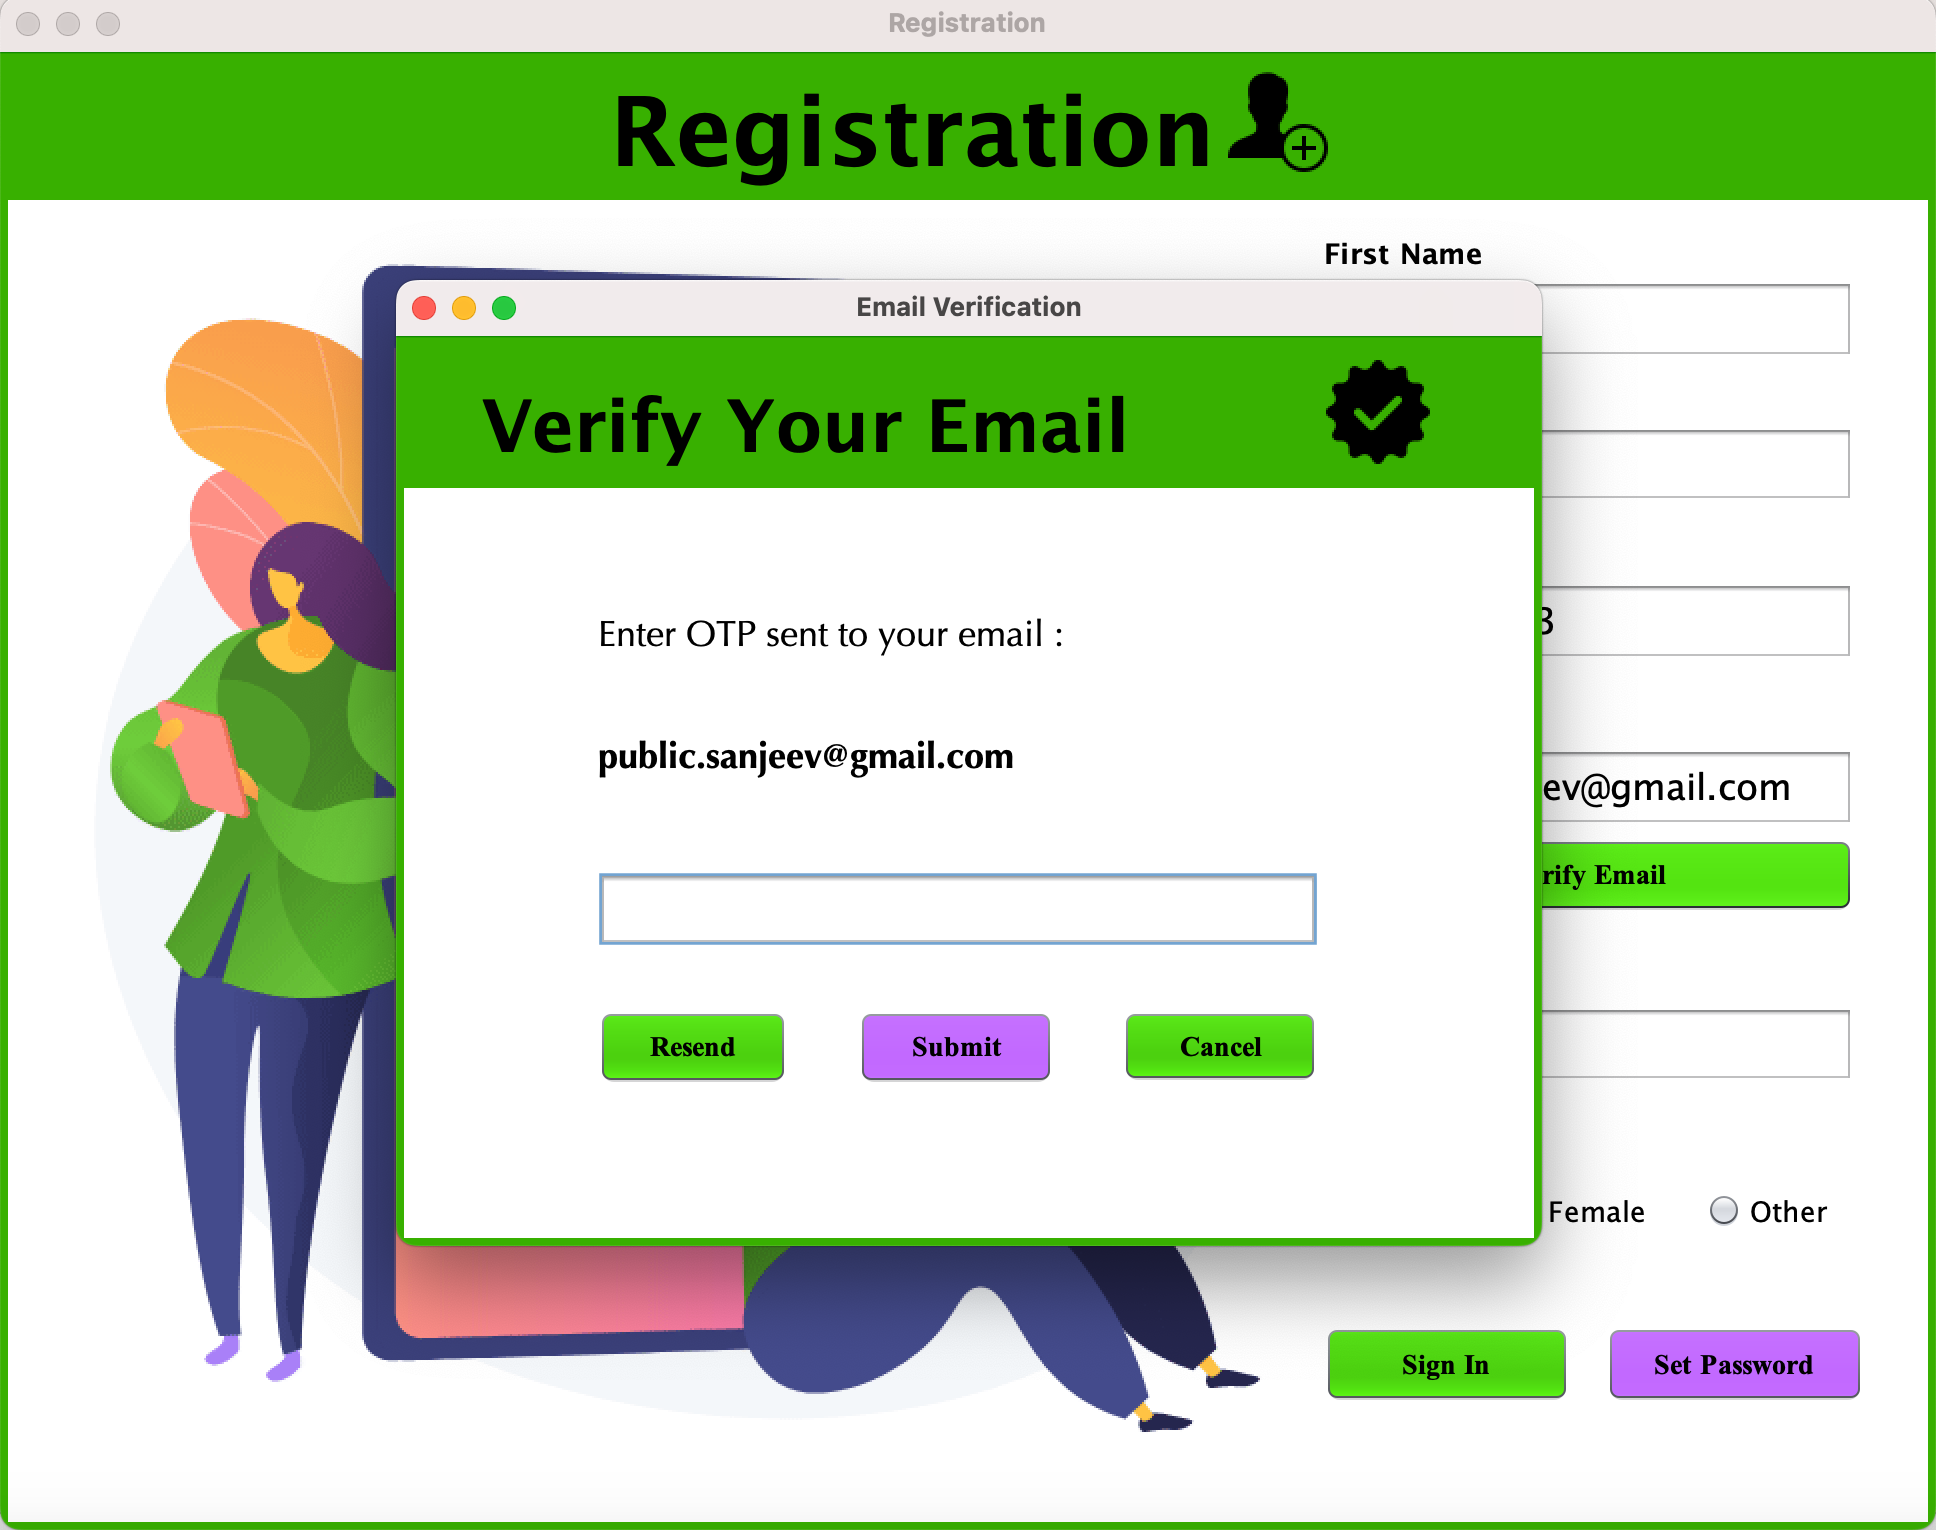 Registration
Registration
First Name
Email Verification
Verify Your Email
Enter OTP sent to your email :
public.sanjeev@gmail.com
ev@gmail.com
rify Email
Resend
Submit
Cancel
Female
Other
Sign In
Set Password